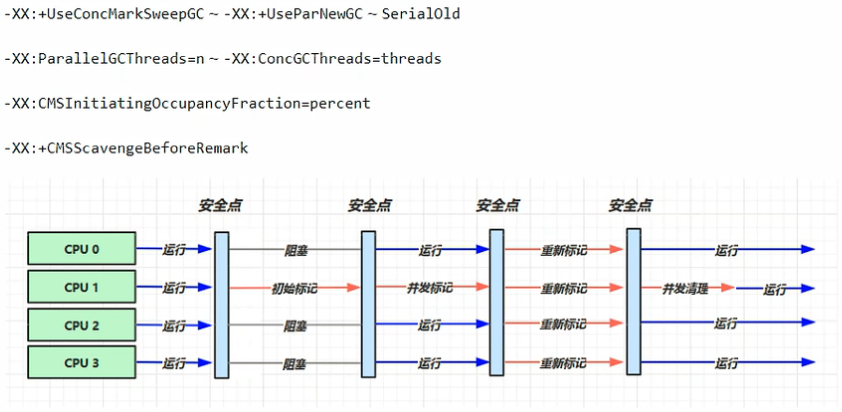 -XX:+UseConcMarkSweepGC ~ -XX:+UseParNewGC ~ SerialOld
-XX:ParallelGCThreads=n ~ -XX:ConcGCThreads=threads
-XX:CMSInitiatingOccupancyFraction=percent
-XX:+CMSScavengeBeforeRemark
安全点 安全点 安全点 安全点
CPU 0 运行 阻塞 运行 重新标记 运行
CPU 1 运行 初始标记 并发标记 重新标记 并发清理 运行
CPU 2 运行 阻塞 运行 重新标记 运行
CPU 3 运行 阻塞 运行 重新标记 运行